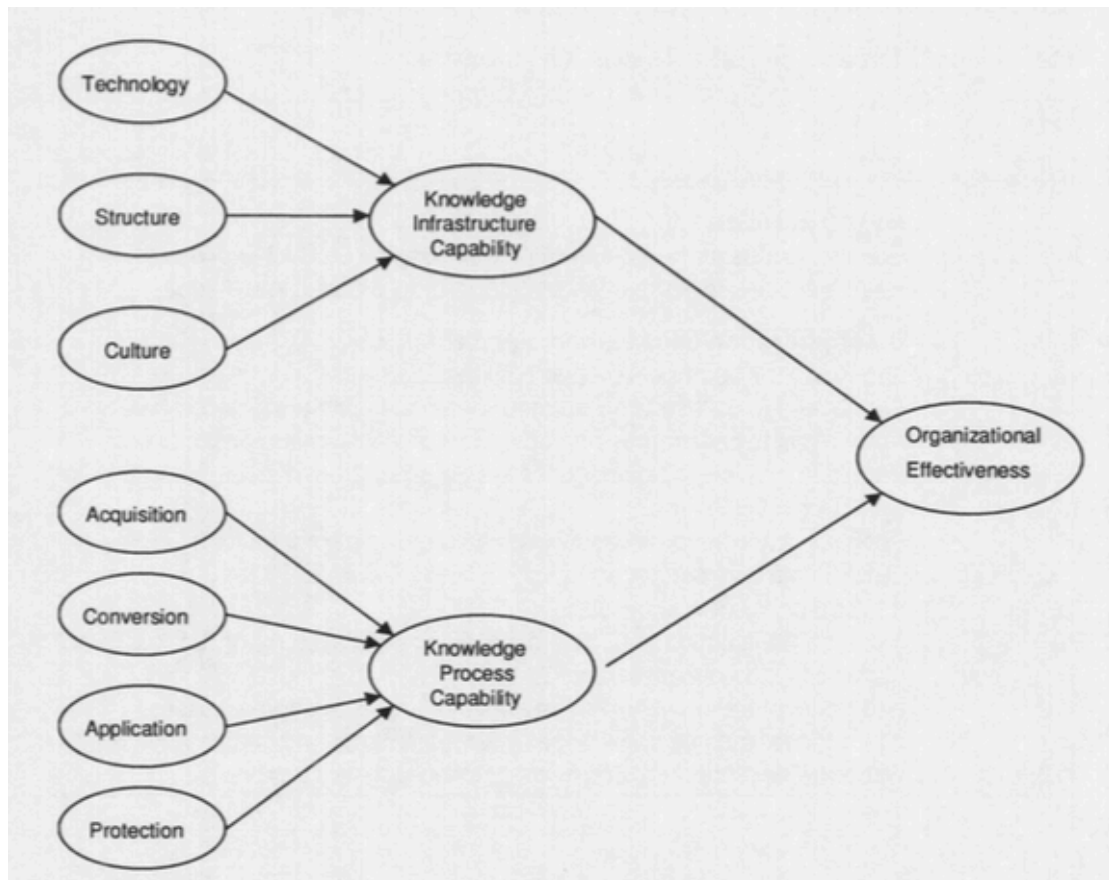 Technology
Structure
Culture
Knowledge
Infrastructure
Capability
Acquisition
Conversion
Application
Protection
Knowledge
Process
Capability
Organizational
Effectiveness